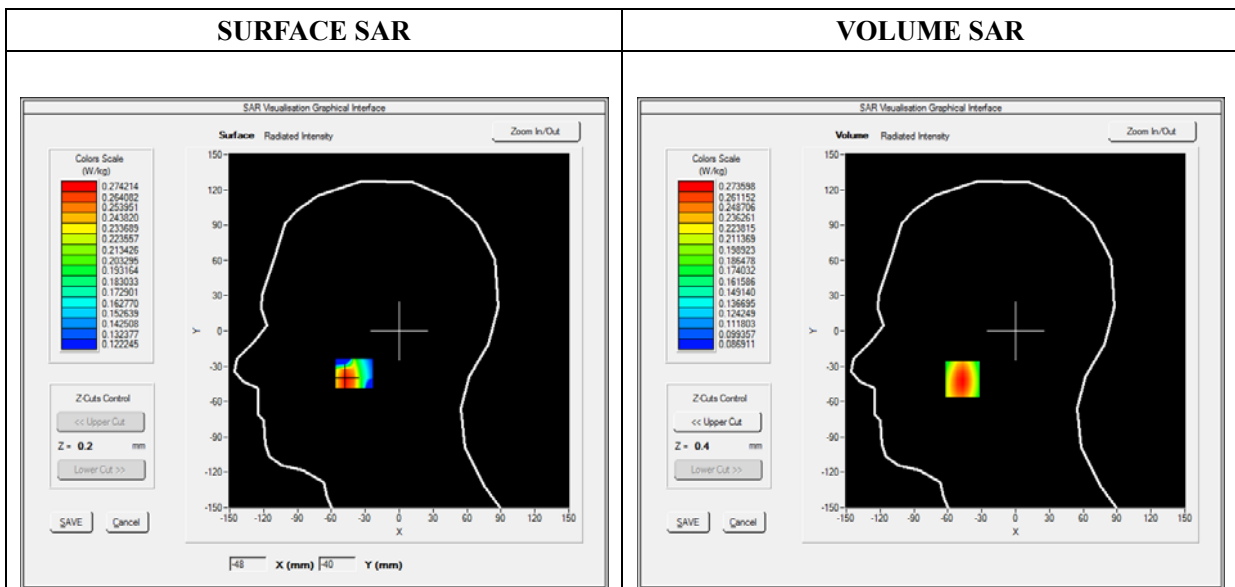 SURFACE SAR
VOLUME SAR
SAR Visualisation Graphical Interface
Surface Radiated Intensity
Zoom In/Out
Colors Scale
(W/kg)
0.274214
0.264082
0.253951
0.243820
0.233689
0.223557
0.213426
0.203295
0.193164
0.183033
0.172901
0.162770
0.152639
0.142508
0.132377
0.122245
Z-Cuts Control
<< Upper Cut
Z = 0.2 mm
Lower Cut >>
SAVE Cancel
150
120
90
60
30
0
-30
-60
-90
-120
-150
Y
-150 -120 -90 -60 -30 0 30 60 90 120 150
X
-48 X (mm) -40 Y (mm)
SAR Visualisation Graphical Interface
Volume Radiated Intensity
Zoom In/Out
Colors Scale
(W/kg)
0.273598
0.261152
0.248706
0.236261
0.223815
0.211369
0.198923
0.186478
0.174032
0.161586
0.149140
0.136695
0.124249
0.111803
0.099357
0.086911
Z-Cuts Control
<< Upper Cut
Z = 0.4 mm
Lower Cut >>
SAVE Cancel
150
120
90
60
30
0
-30
-60
-90
-120
-150
Y
-150 -120 -90 -60 -30 0 30 60 90 120 150
X